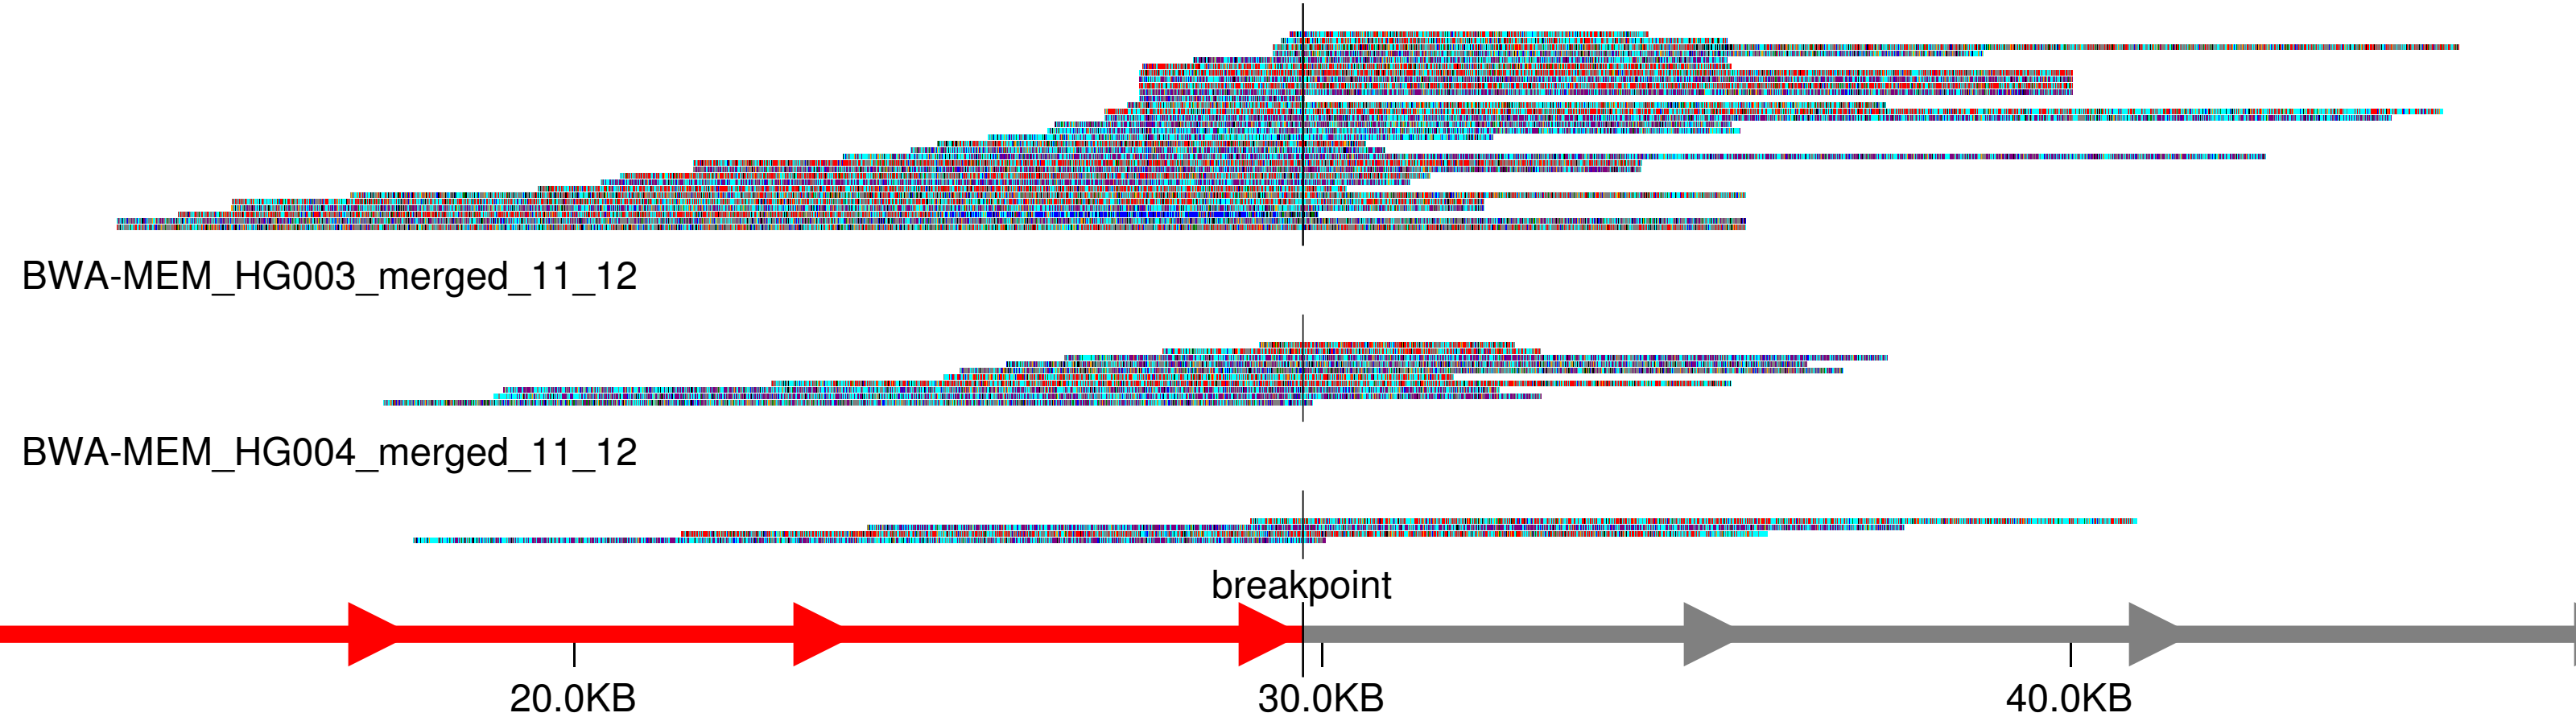 BWA-MEM_HG003_merged_11_12
BWA-MEM_HG004_merged_11_12
breakpoint
20.0KB 30.0KB 40.0KB